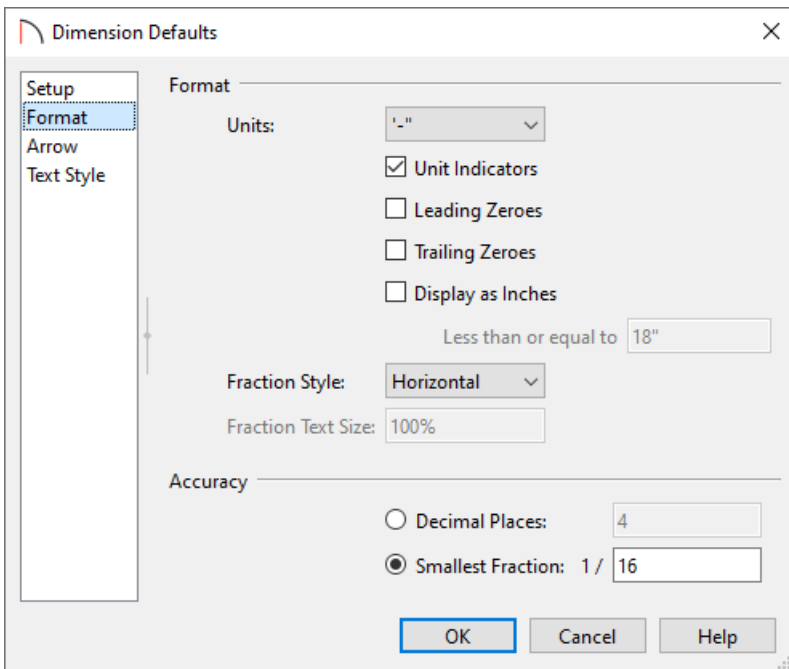 Dimension Defaults
Setup
Format
Arrow
Text Style
Format
Units: '-"
Unit Indicators
Leading Zeroes
Trailing Zeroes
Display as Inches
Less than or equal to 18"
Fraction Style: Horizontal
Fraction Text Size: 100%
Accuracy
Decimal Places: 4
Smallest Fraction: 1 / 16
OK Cancel Help